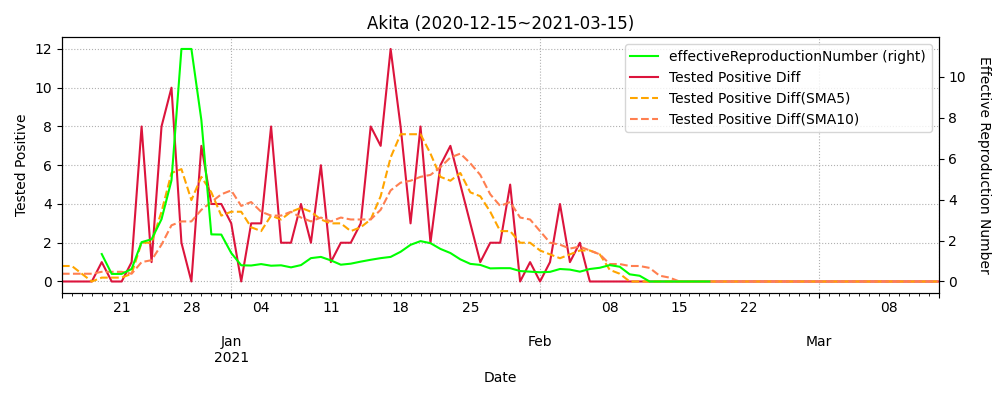 Akita (2020-12-15~2021-03-15)
effectiveReproductionNumber (right)
Tested Positive Diff
Tested Positive Diff(SMA5)
Tested Positive Diff(SMA10)
Tested Positive
12
10
8
6
4
2
0
Effective Reproduction Number
10
8
6
4
2
0
21 28 04 11 18 25 08 15 22 08
Jan Feb Mar
2021
Date